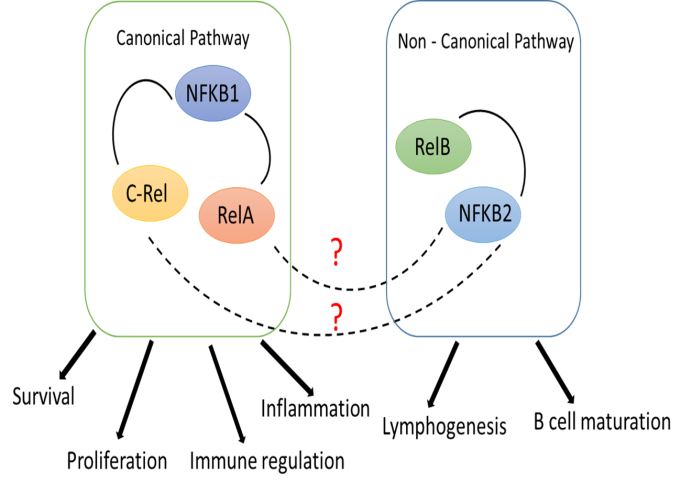 Canonical Pathway
NFKB1
C-Rel
RelA
Non - Canonical Pathway
RelB
NFKB2
?
?
Survival
Proliferation
Immune regulation
Inflammation
Lymphogenesis
B cell maturation